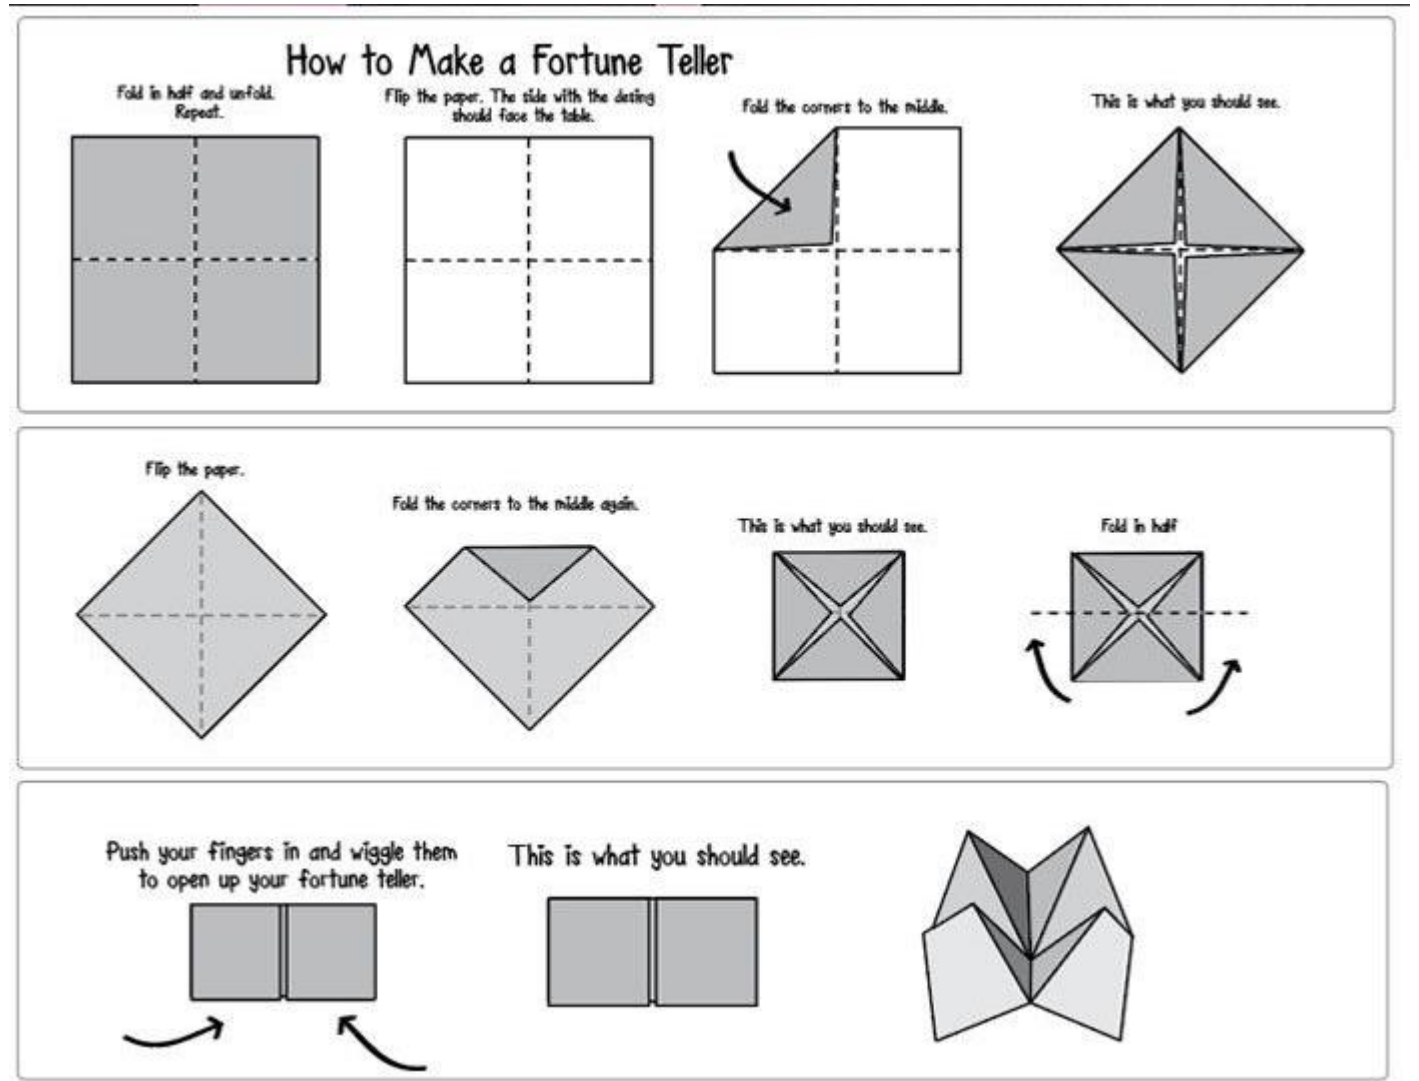 How to Make a Fortune Teller
Fold in half and unfold.
Repeat.
Flip the paper. The side with the desing
should face the table.
Fold the corners to the middle.
This is what you should see.
Flip the paper.
Fold the corners to the middle again.
This is what you should see.
Fold in half
Push your fingers in and wiggle them
to open up your fortune teller.
This is what you should see.